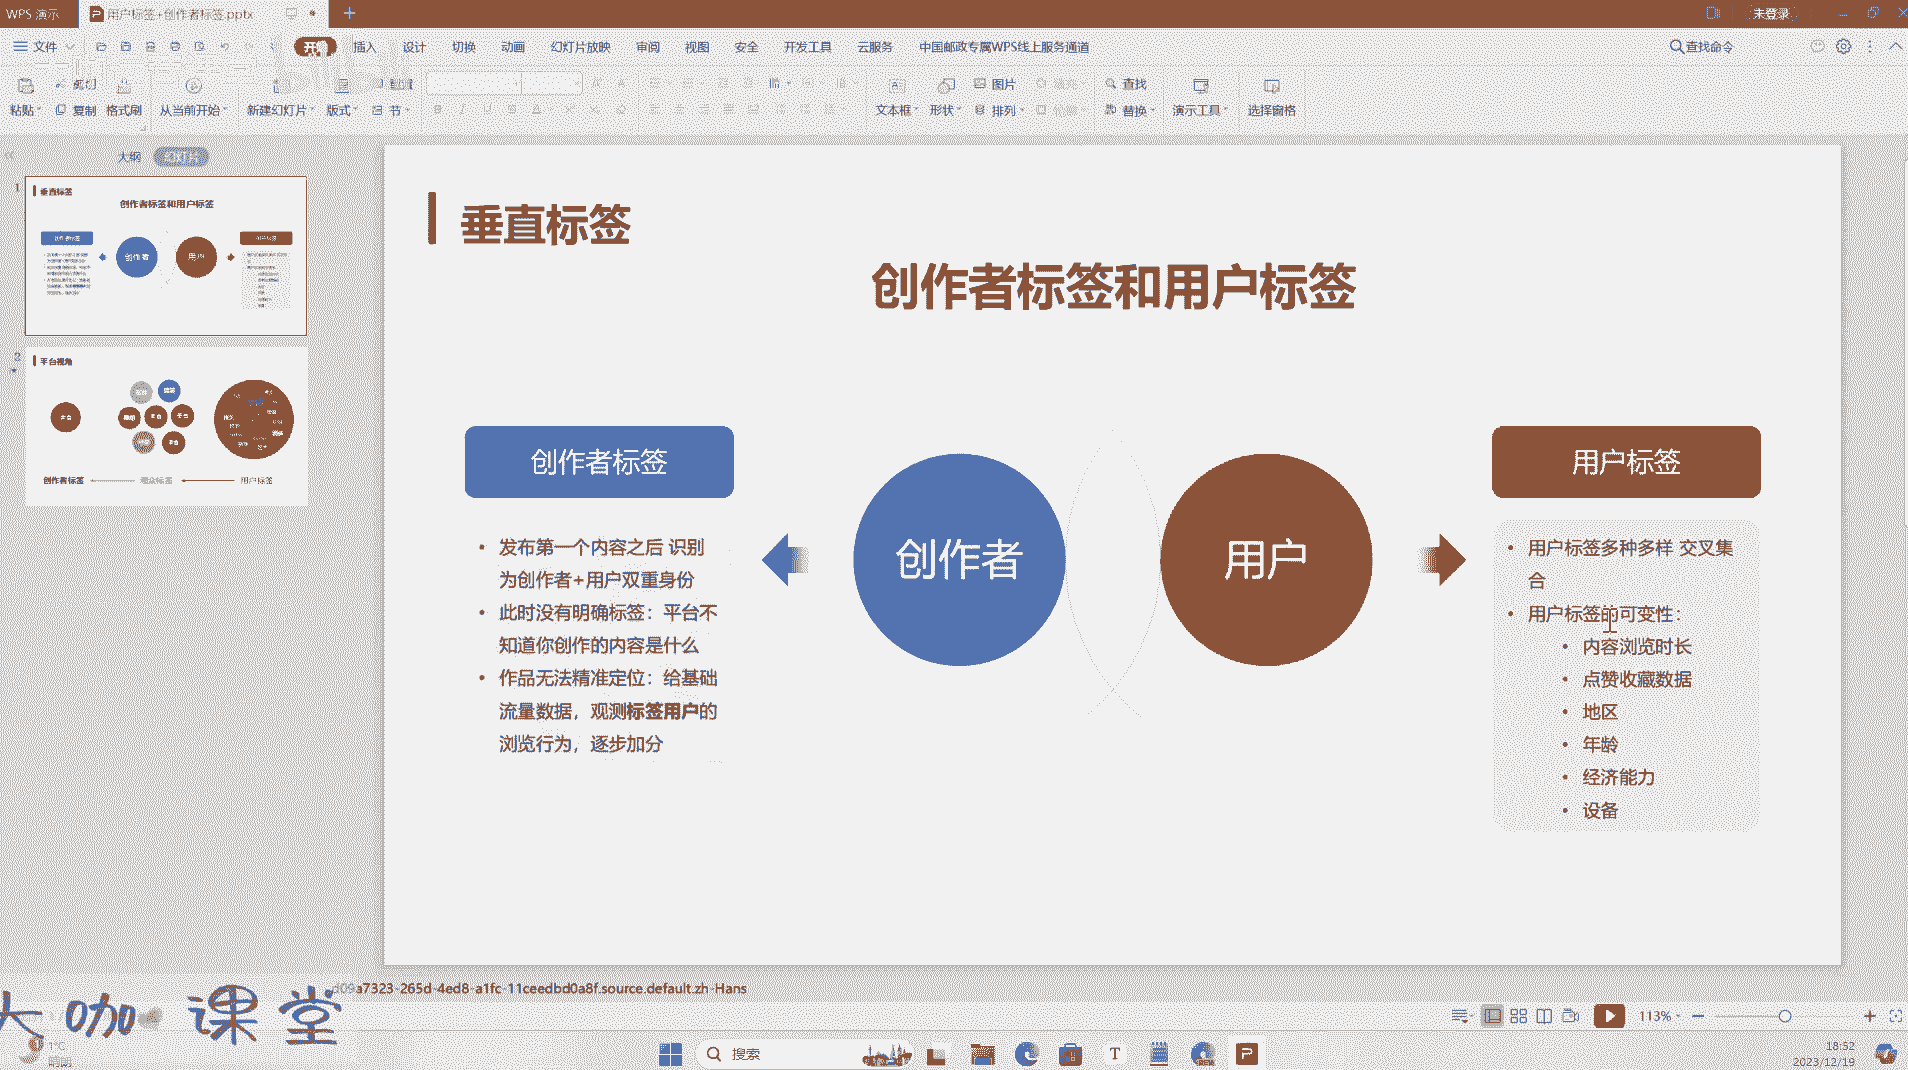 WPS 演示
用户标签+创作者标签.pptx
未登录
文件
开始
插入
设计
切换
动画
幻灯片放映
审阅
视图
安全
开发工具
云服务
中国邮政专属WPS线上服务通道
查找命令
粘贴
剪切
复制
格式刷
从当前开始
新建幻灯片
版式
节
文本框
形状
图片
排列
查找
替换
演示工具
选择窗格
大纲
幻灯片
1
垂直标签
创作者标签和用户标签
创作者
用户
2
平台视角
创作者标签
用户标签
垂直标签
创作者标签和用户标签
创作者标签
• 发布第一个内容之后 识别
为创作者+用户双重身份
• 此时没有明确标签：平台不
知道你创作的内容是什么
• 作品无法精准定位：给基础
流量数据，观测标签用户的
浏览行为，逐步加分
创作者
用户
用户标签
• 用户标签多种多样 交叉集
合
• 用户标签的可变性：
• 内容浏览时长
• 点赞收藏数据
• 地区
• 年龄
• 经济能力
• 设备
d09a7323-265d-4ed8-a1fc-11ceedbd0a8f.source.default.zh-Hans
大咖课堂
113%
1°C
晴朗
搜索
18:52
2023/12/19